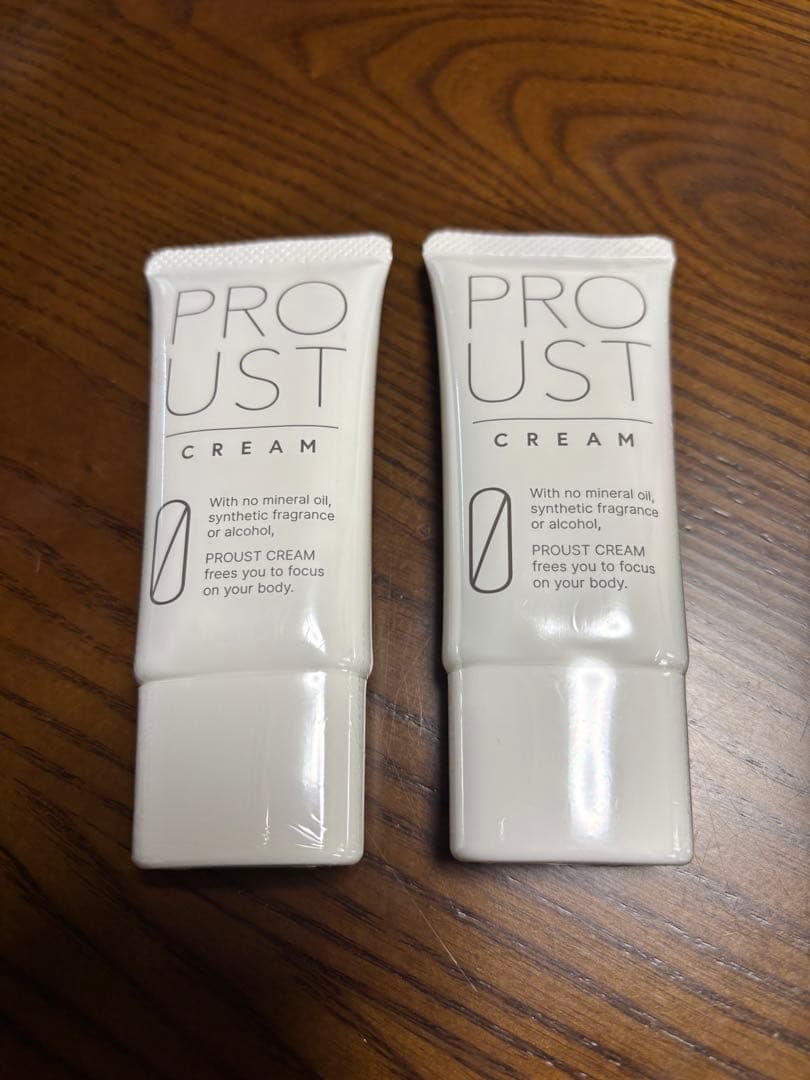 PRO
UST
CREAM
0
With no mineral oil,
synthetic fragrance
or alcohol,
PROUST CREAM
frees you to focus
on your body.
PRO
UST
CREAM
0
With no mineral oil,
synthetic fragrance
or alcohol,
PROUST CREAM
frees you to focus
on your body.